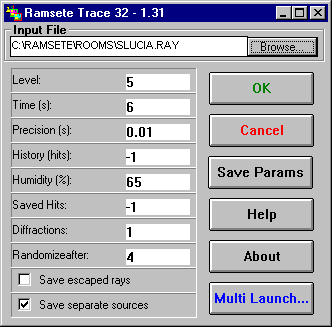 Ramsete Trace 32 - 1.31
Input File
C:\RAMSETE\ROOMS\SLUCIA.RAY Browse...
Level: 5
OK
Time (s): 6
Precision (s): 0.01
Cancel
History (hits): -1
Humidity (%): 65
Save Params
Saved Hits: -1
Help
Diffractions: 1
Randomizeafter: 4
About
Save escaped rays
Save separate sources
Multi Launch...